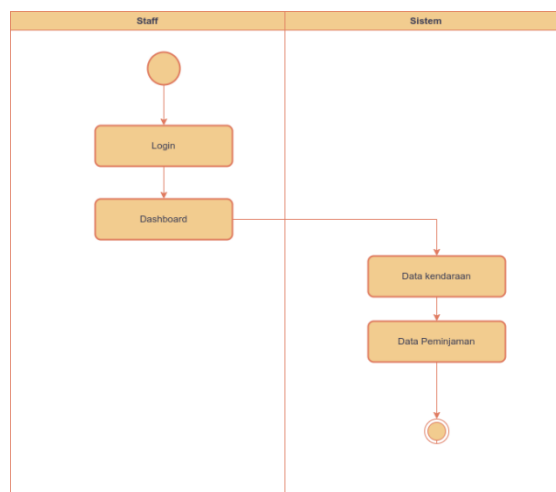 Staff
Sistem
Login
Dashboard
Data kendaraan
Data Peminjaman